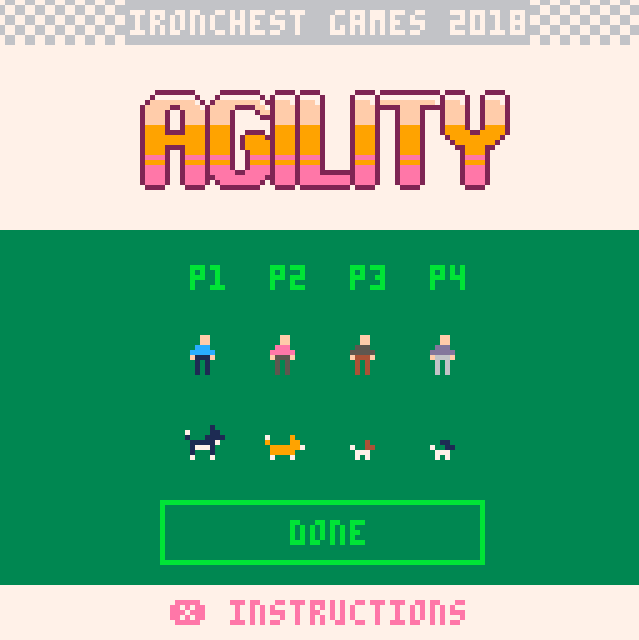 IRONCHEST GAMES 2018
AGILITY
P1 P2 P3 P4
DONE
❎ INSTRUCTIONS